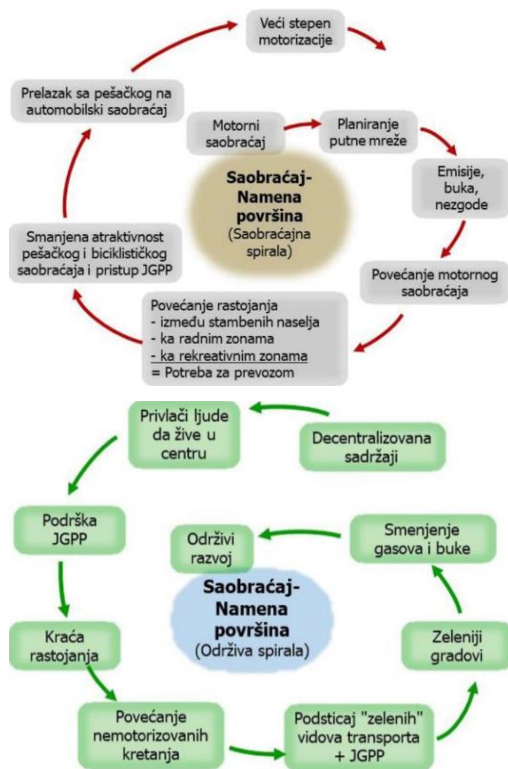 Veći stepen
motorizacije
Prelazak sa pešačkog na
automobilski saobraćaj
Motorni
saobraćaj
Planiranje
putne mreže
Emisije,
buka,
nezgode
Saobraćaj-
Namena
površina
(Saobraćajna
spirala)
Smanjena atraktivnost
pešačkog i biciklističkog
saobraćaja i pristup JGPP
Povećanje motornog
saobraćaja
Povećanje rastojanja
- između stambenih naselja
- ka radnim zonama
- ka rekreativnim zonama
= Potreba za prevozom
Privlači ljude
da žive u
centru
Decentralizovana
sadržaji
Podrška
JGPP
Održivi
razvoj
Smenjenje
gasova i buke
Saobraćaj-
Namena
površina
(Održiva spirala)
Kraća
rastojanja
Zeleniji
gradovi
Povećanje
nemotorizovanih
kretanja
Podsticaj "zelenih"
vidova transporta
+ JGPP